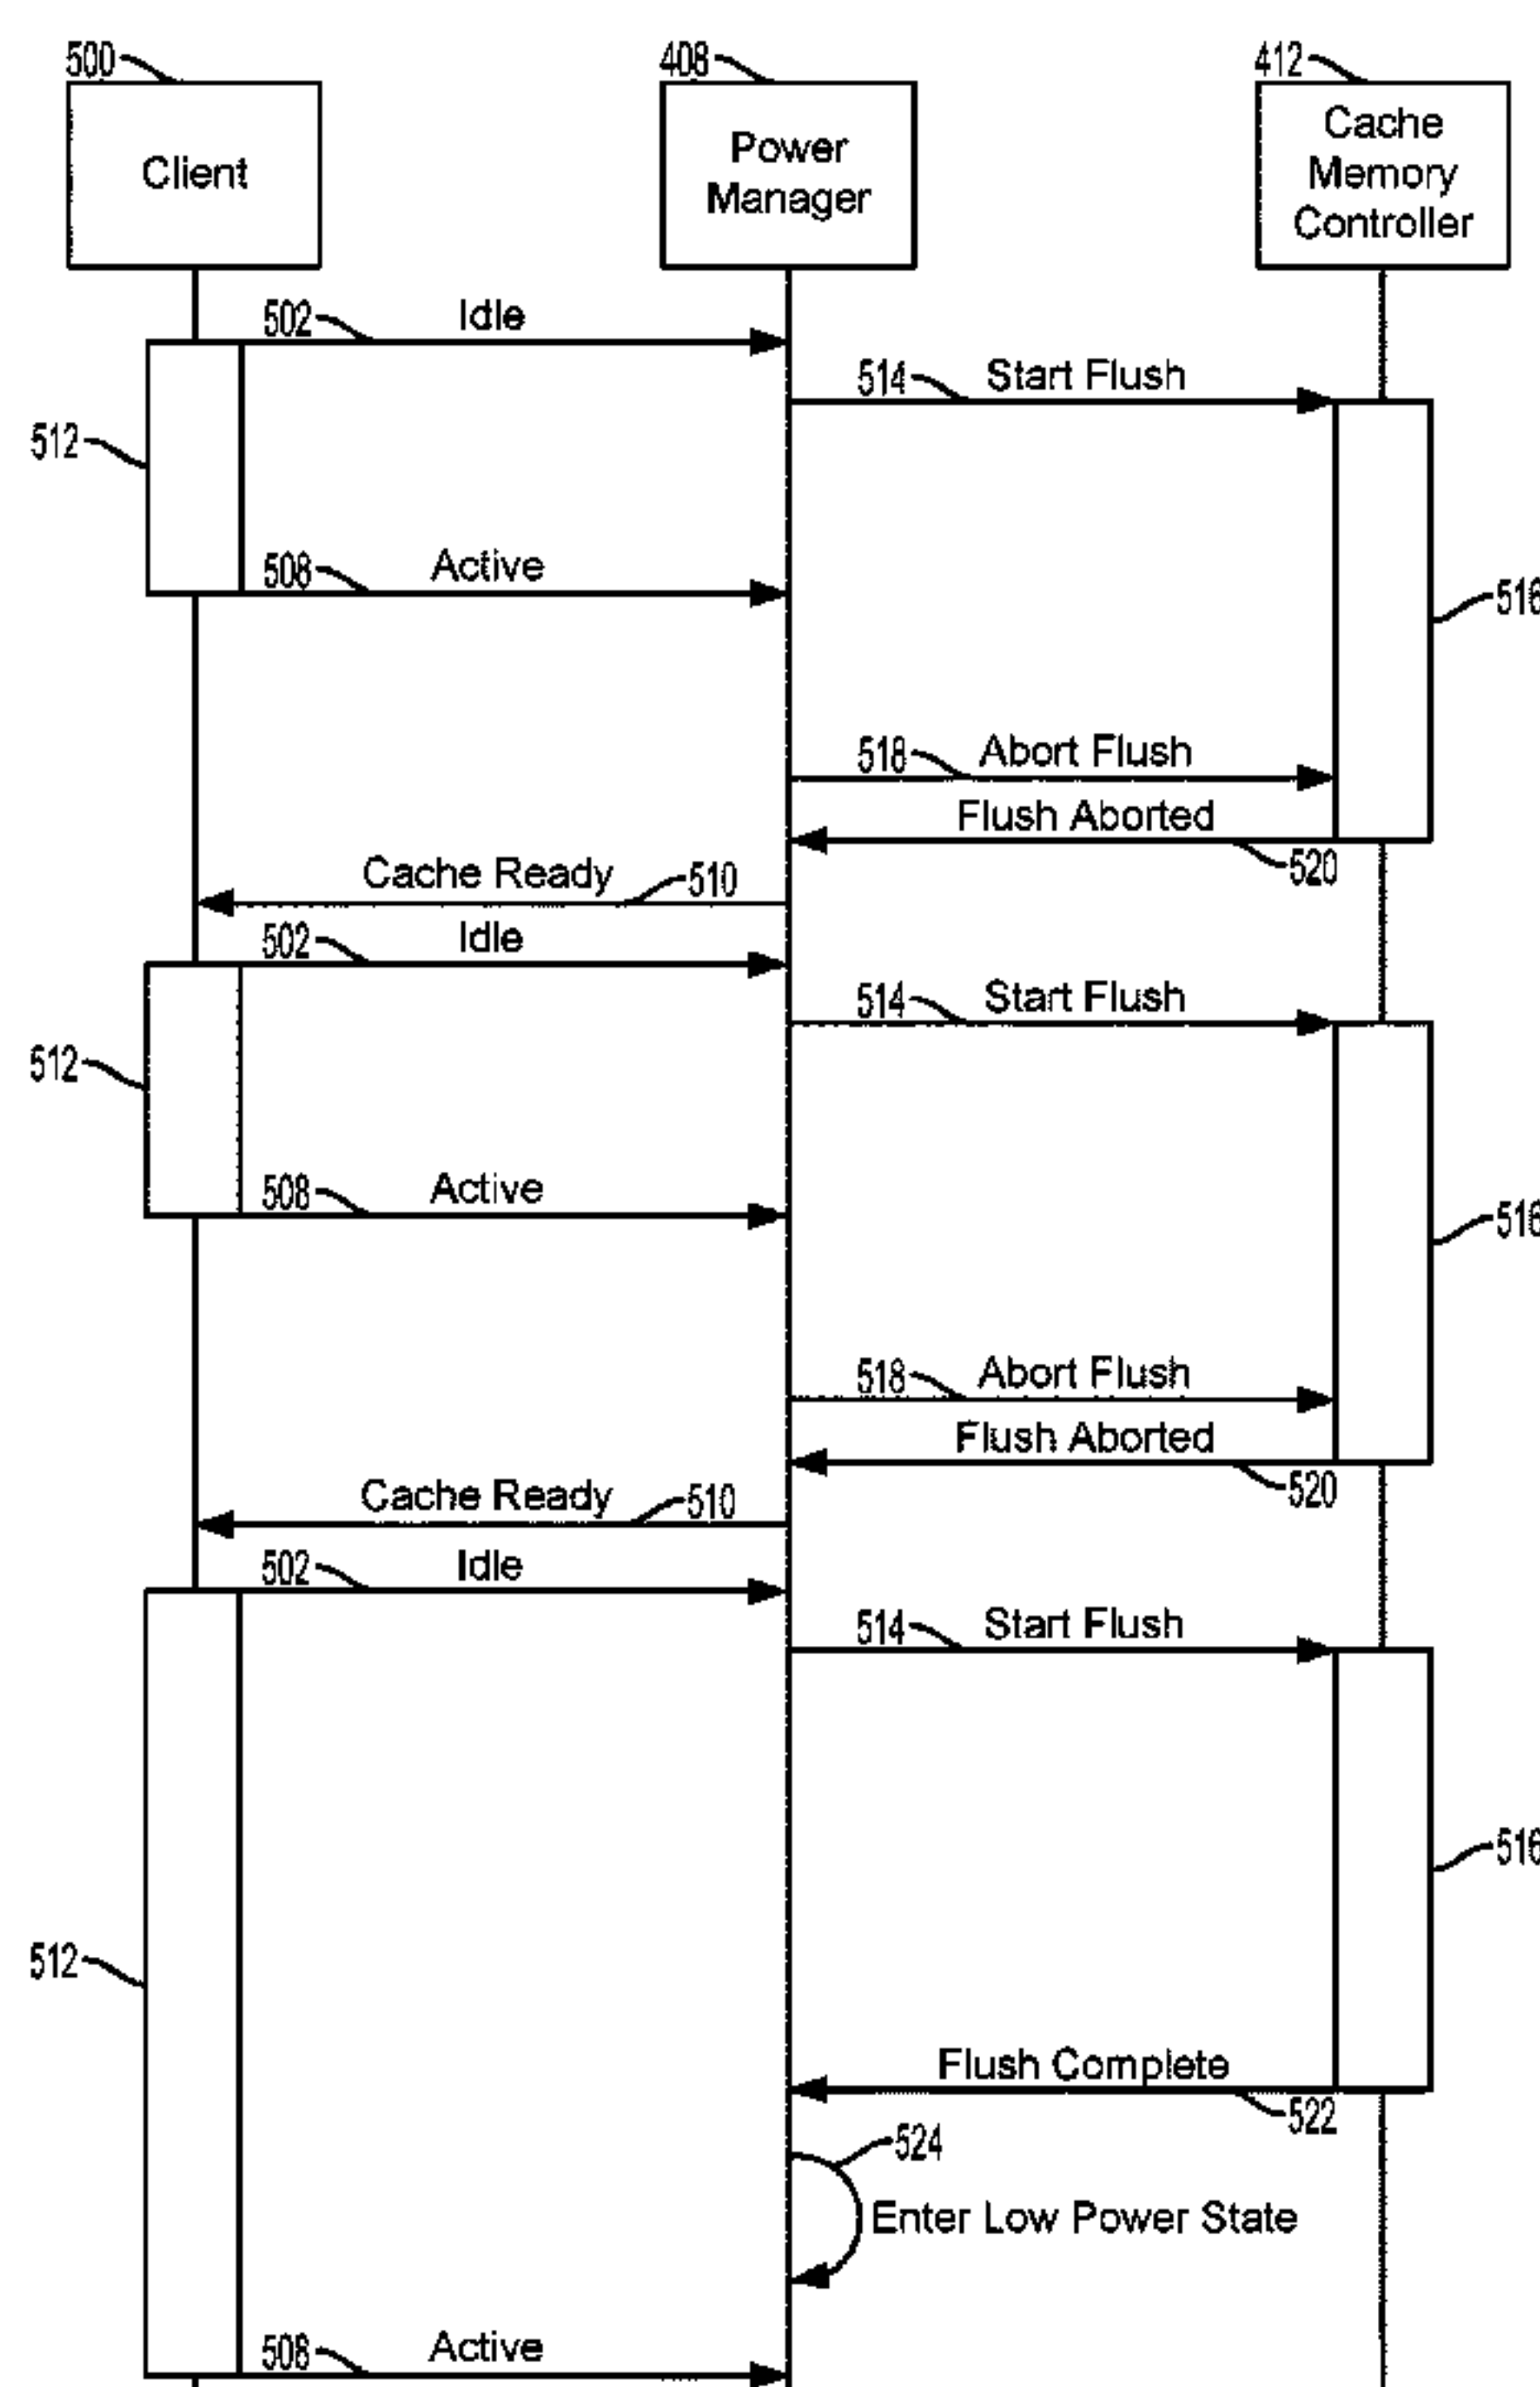 500
408
412
Client
Power
Manager
Cache
Memory
Controller
502
Idle
514
Start Flush
512
508
Active
516
518
Abort Flush
Flush Aborted
520
Cache Ready
510
502
Idle
514
Start Flush
512
508
Active
516
518
Abort Flush
Flush Aborted
520
Cache Ready
510
502
Idle
514
Start Flush
516
512
Flush Complete
522
524
Enter Low Power State
508
Active